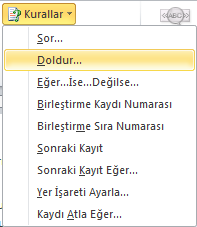 Kurallar
ABC
Sor...
Doldur...
Eğer...İse...Değilse...
Birleştirme Kaydı Numarası
Birleştirme Sıra Numarası
Sonraki Kayıt
Sonraki Kayıt Eğer...
Yer İşareti Ayarla...
Kaydı Atla Eğer...